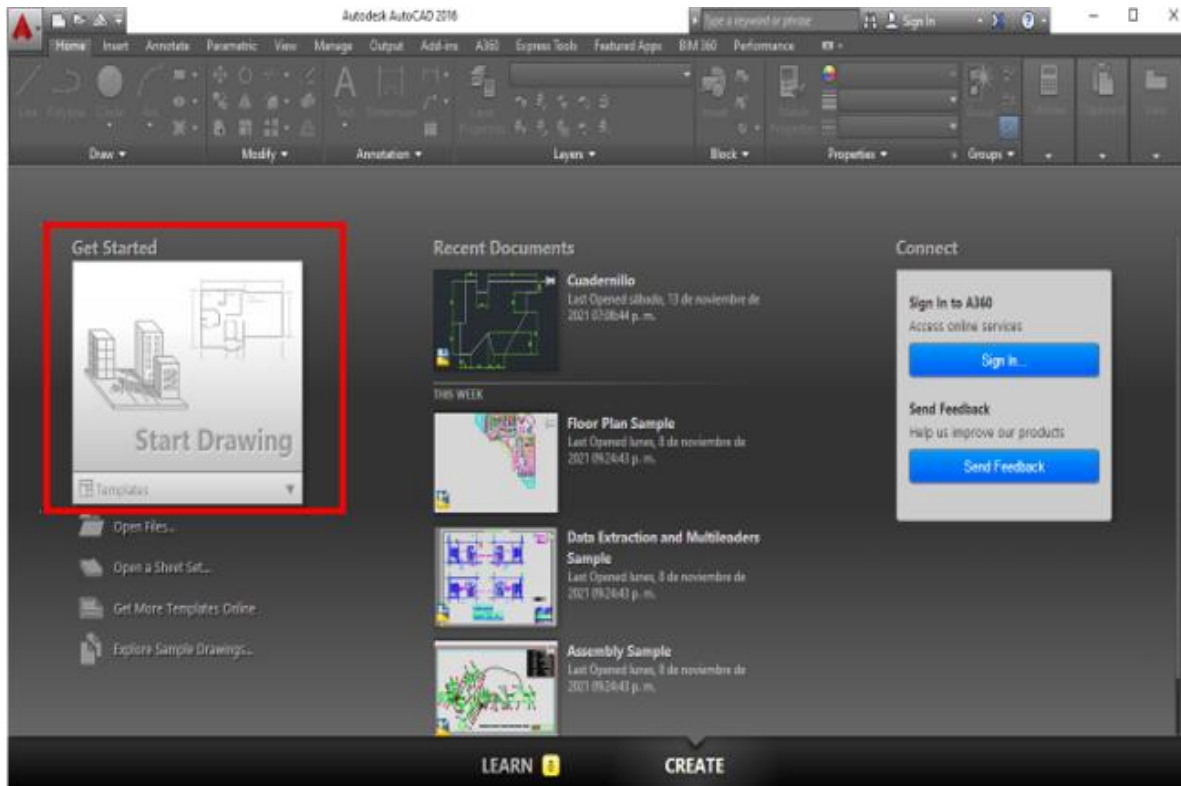 Autodesk AutoCAD 2016
Type a keyword or phrase
Sign In
Home Insert Annotate Parametric View Manage Output Add-ins A360 Express Tools Featured Apps BIM 360 Performance
Draw Modify Annotation Layers Block Properties Groups
Get Started
Start Drawing
Templates
Open Files...
Open a Sheet Set...
Get More Templates Online
Explore Sample Drawings...
Recent Documents
Cuadernillo
Last Opened sábado, 13 de noviembre de
2021 07:08:44 p. m.
THIS WEEK
Floor Plan Sample
Last Opened lunes, 8 de noviembre de
2021 09:24:43 p. m.
Data Extraction and Multileaders
Sample
Last Opened lunes, 8 de noviembre de
2021 09:24:43 p. m.
Assembly Sample
Last Opened lunes, 8 de noviembre de
2021 09:24:43 p. m.
Connect
Sign In to A360
Access online services
Sign In...
Send Feedback
Help us improve our products
Send Feedback
LEARN
CREATE